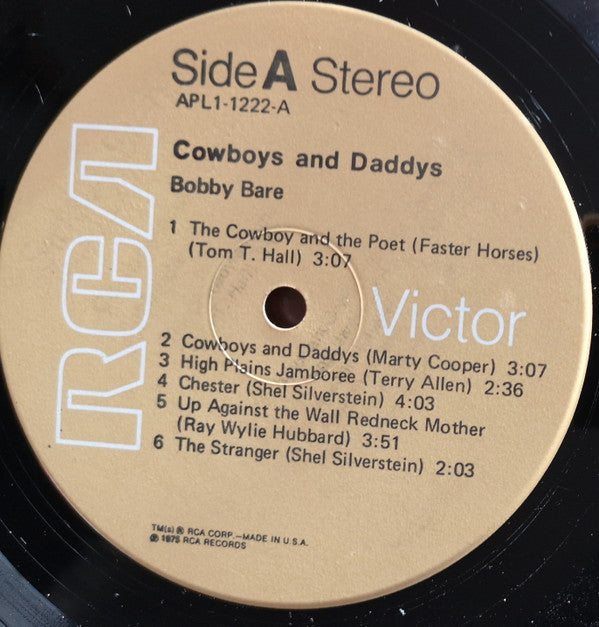 Side A Stereo
APL1-1222-A
Cowboys and Daddys
Bobby Bare
1 The Cowboy and the Poet (Faster Horses)
(Tom T. Hall) 3:07
RCA
Victor
2 Cowboys and Daddys (Marty Cooper) 3:07
3 High Plains Jamboree (Terry Allen) 2:36
4 Chester (Shel Silverstein) 4:03
5 Up Against the Wall Redneck Mother
(Ray Wylie Hubbard) 3:51
6 The Stranger (Shel Silverstein) 2:03
TM(s) ® RCA CORP.—MADE IN U.S.A.
℗ 1975 RCA RECORDS